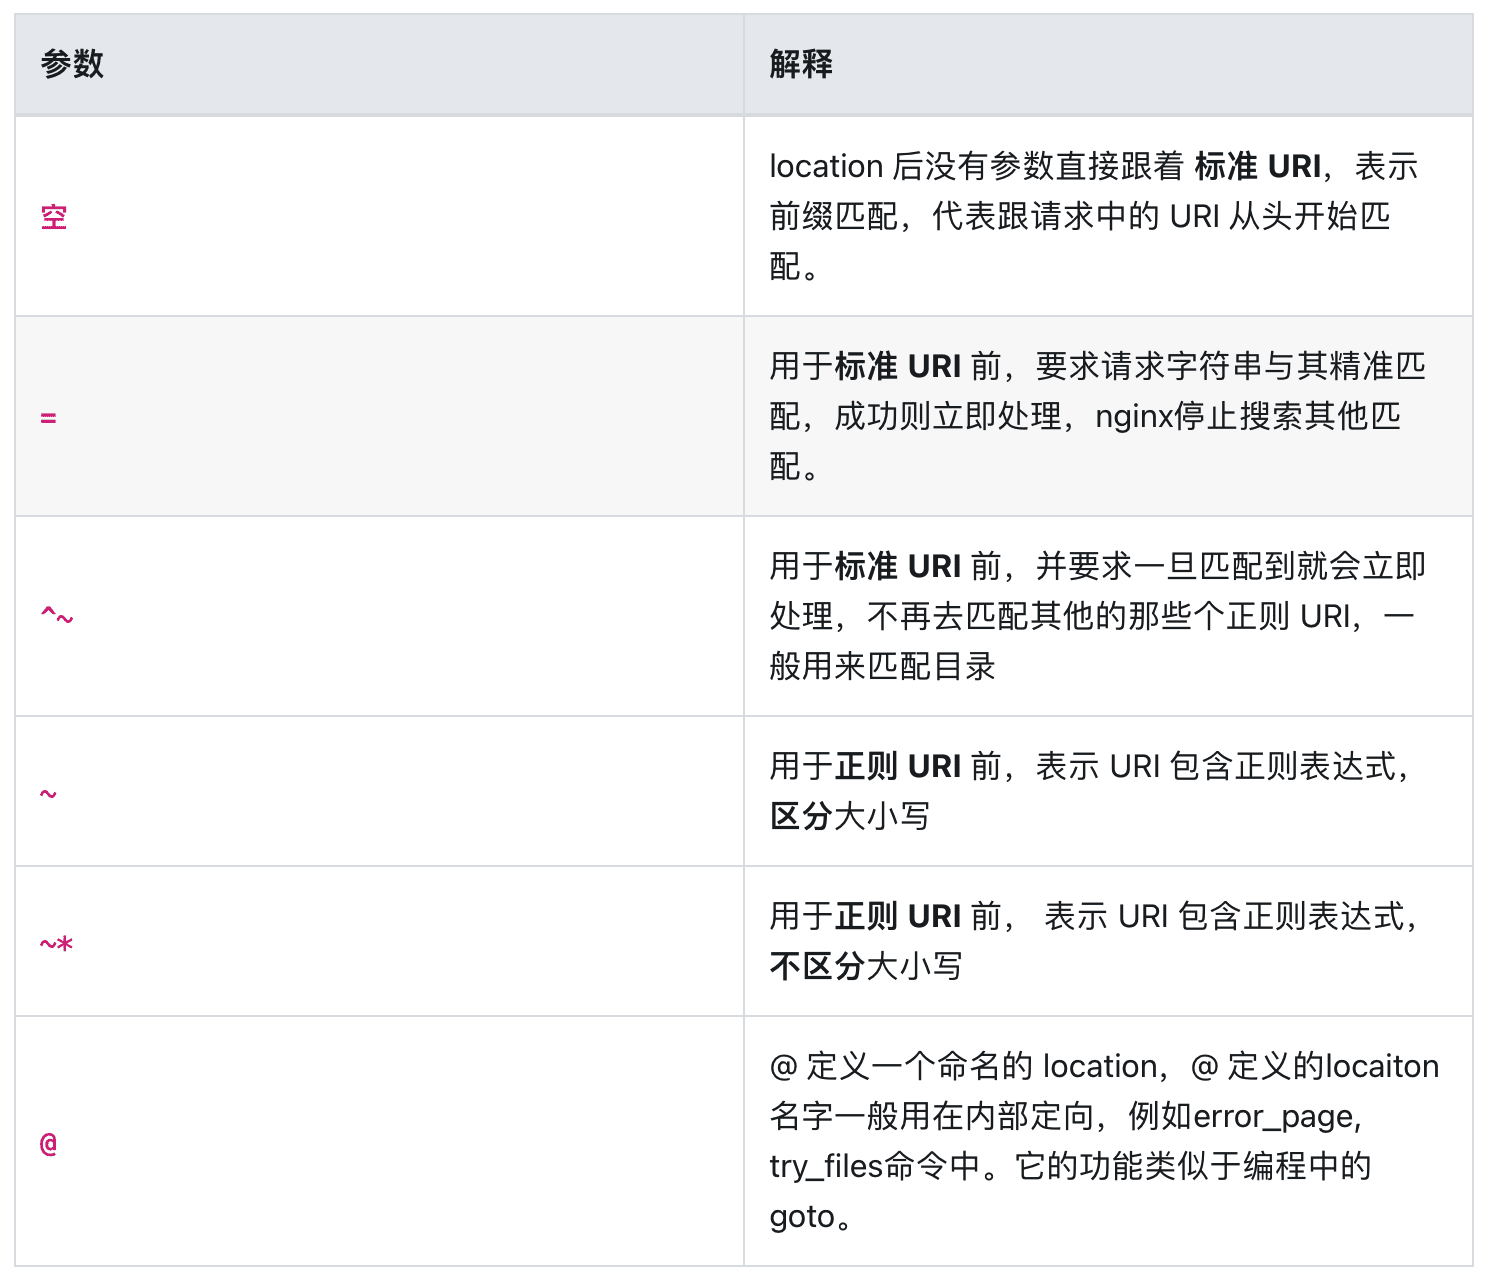 参数
解释
空
location 后没有参数直接跟着 标准 URI，表示
前缀匹配，代表跟请求中的 URI 从头开始匹
配。
=
用于标准 URI 前，要求请求字符串与其精准匹
配，成功则立即处理，nginx停止搜索其他匹
配。
^~
用于标准 URI 前，并要求一旦匹配到就会立即
处理，不再去匹配其他的那些个正则 URI，一
般用来匹配目录
~
用于正则 URI 前，表示 URI 包含正则表达式，
区分大小写
~*
用于正则 URI 前， 表示 URI 包含正则表达式，
不区分大小写
@
@ 定义一个命名的 location，@ 定义的locaiton
名字一般用在内部定向，例如error_page,
try_files命令中。它的功能类似于编程中的
goto。